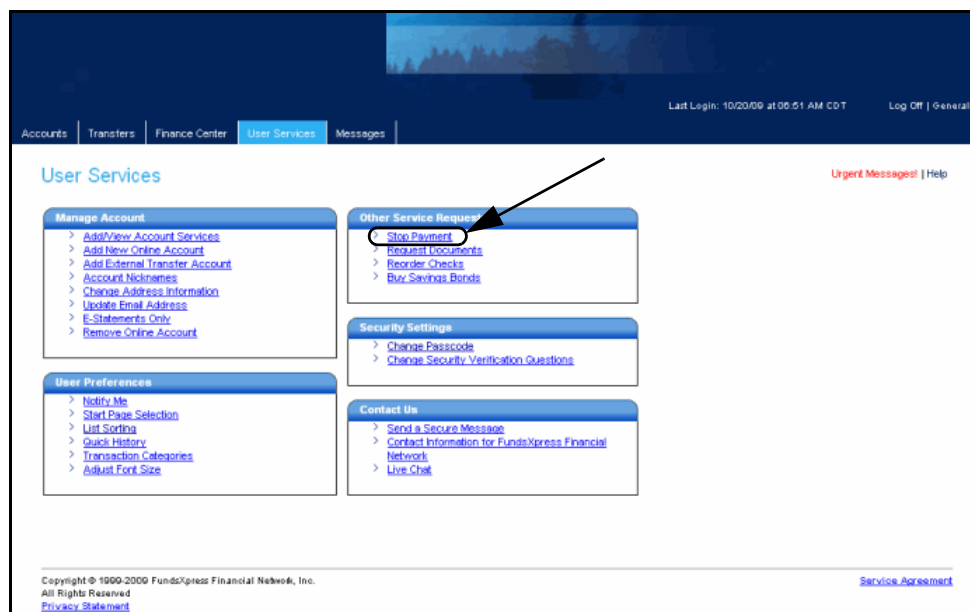 Last Login: 10/20/09 at 06:51 AM CDT Log Off | General
Accounts Transfers Finance Center User Services Messages
User Services
Urgent Messages! | Help
Manage Account
> Add/View Account Services
> Add New Online Account
> Add External Transfer Account
> Account Nicknames
> Change Address Information
> Update Email Address
> E-Statements Only
> Remove Online Account
User Preferences
> Notify Me
> Start Page Selection
> List Sorting
> Quick History
> Transaction Categories
> Adjust Font Size
Other Service Request
> Stop Payment
> Request Documents
> Reorder Checks
> Buy Savings Bonds
Security Settings
> Change Passcode
> Change Security Verification Questions
Contact Us
> Send a Secure Message
> Contact Information for FundsXpress Financial
Network
> Live Chat
Copyright © 1999-2009 FundsXpress Financial Network, Inc.
All Rights Reserved
Privacy Statement
Service Agreement